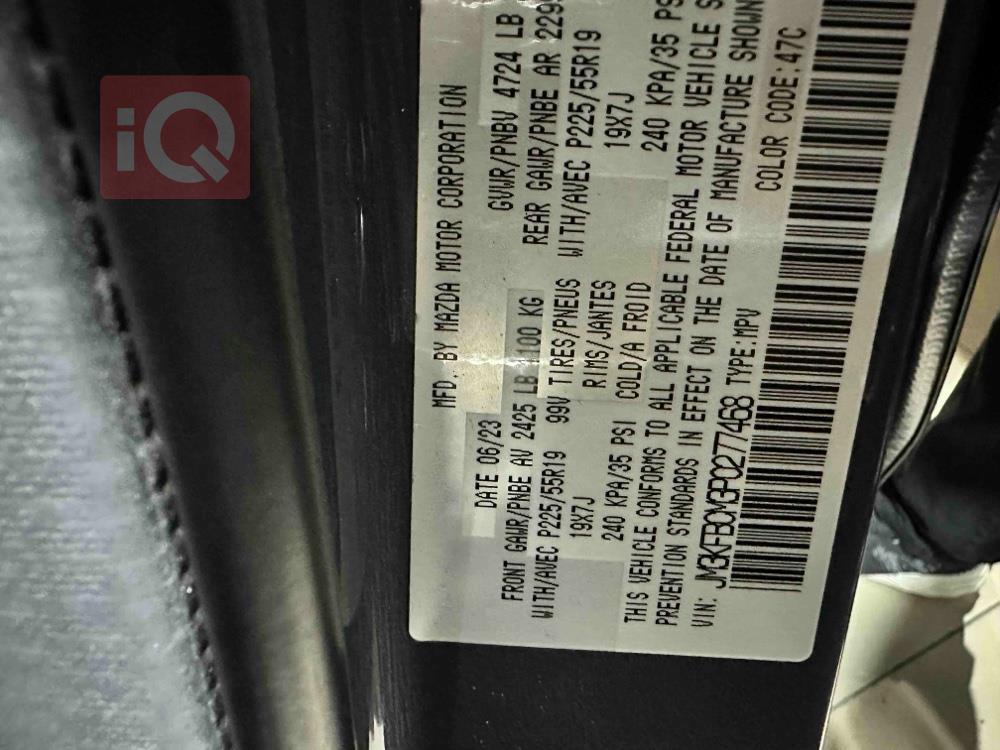 iQ
MFD. BY MAZDA MOTOR CORPORATION
DATE 06/23 GVWR/PNBV 4724 LB
FRONT GAWR/PNBE AV 2425 LB 1100 KG REAR GAWR/PNBE AR 229
WITH/AVEC P225/55R19 99V TIRES/PNEUS WITH/AVEC P225/55R19
19X7J RIMS/JANTES 19X7J
240 KPA/35 PSI COLD/A FROID 240 KPA/35 PS
THIS VEHICLE CONFORMS TO ALL APPLICABLE FEDERAL MOTOR VEHICLE S
PREVENTION STANDARDS IN EFFECT ON THE DATE OF MANUFACTURE SHOWN
VIN: JM3KFBCM3P0277468 TYPE:MPV COLOR CODE:47C